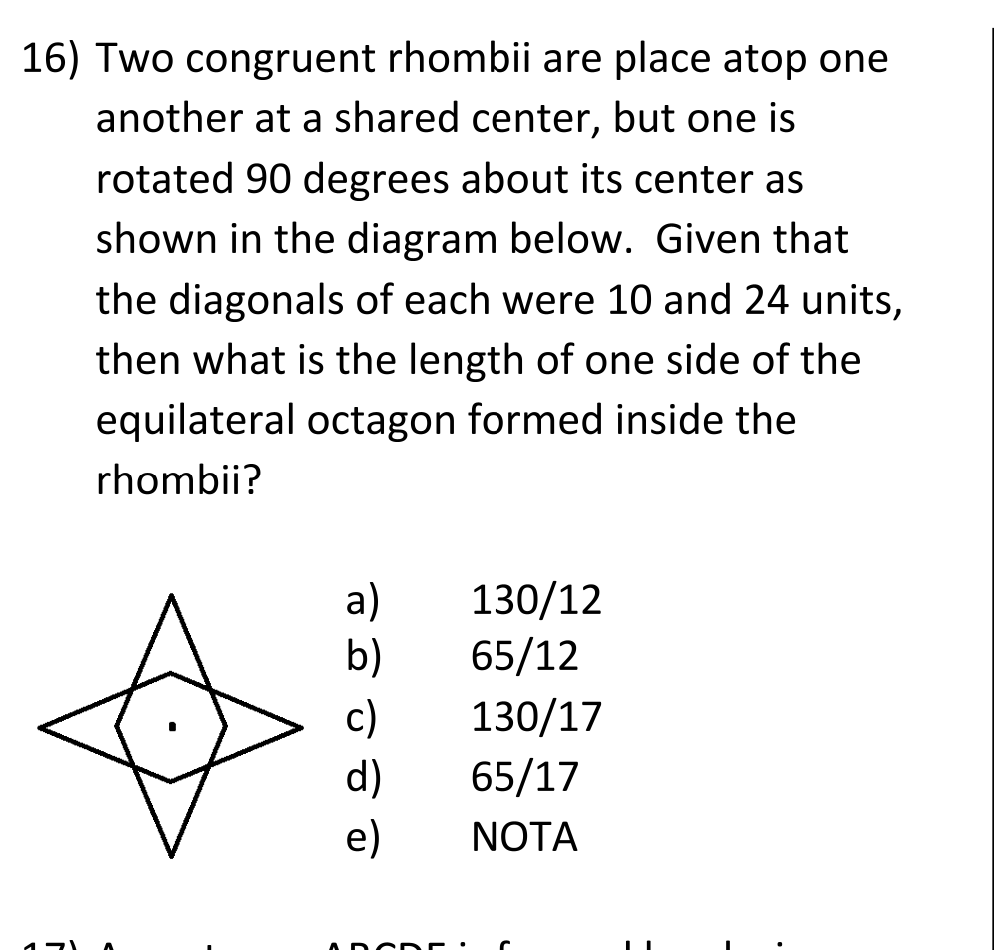 16) Two congruent rhombii are place atop one
another at a shared center, but one is
rotated 90 degrees about its center as
shown in the diagram below.  Given that
the diagonals of each were 10 and 24 units,
then what is the length of one side of the
equilateral octagon formed inside the
rhombii?
a) 130/12
b) 65/12
c) 130/17
d) 65/17
e) NOTA